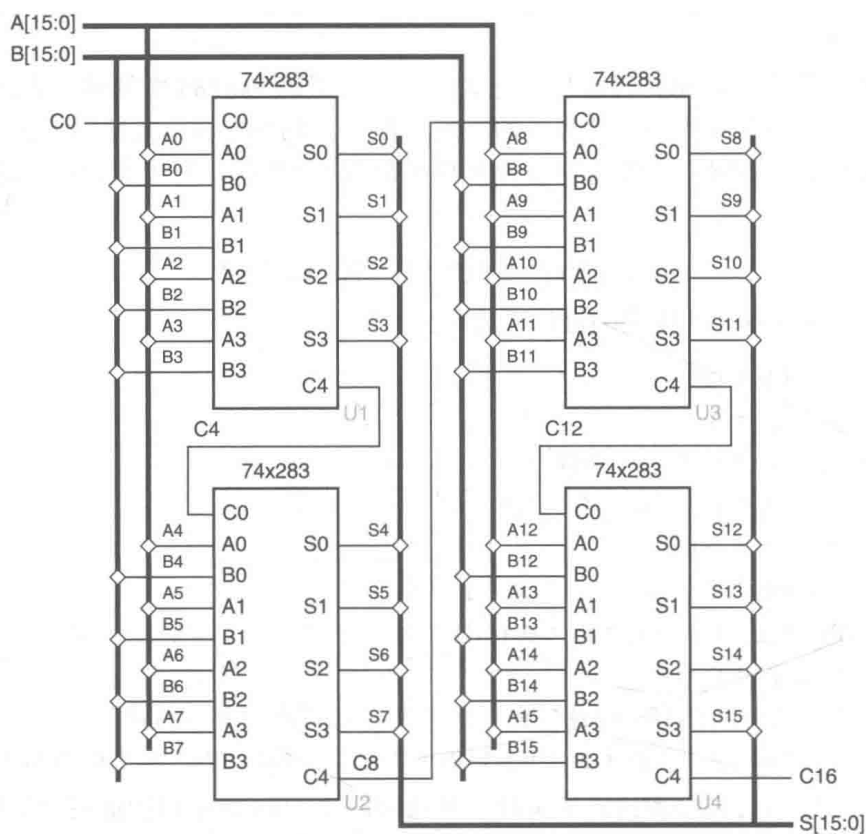 A[15:0]
B[15:0]
74x283
C0
C0
A0
A0
S0
S0
B0
B0
A1
A1
S1
S1
B1
B1
A2
A2
S2
S2
B2
B2
A3
A3
S3
S3
B3
B3
C4
U1
C4
74x283
C0
A4
A0
S0
S4
B4
B0
A5
A1
S1
S5
B5
B1
A6
A2
S2
S6
B6
B2
A7
A3
S3
S7
B7
B3
C4
C8
U2
74x283
C0
A8
A0
S0
S8
B8
B0
A9
A1
S1
S9
B9
B1
A10
A2
S2
S10
B10
B2
A11
A3
S3
S11
B11
B3
C4
U3
C12
74x283
C0
A12
A0
S0
S12
B12
B0
A13
A1
S1
S13
B13
B1
A14
A2
S2
S14
B14
B2
A15
A3
S3
S15
B15
B3
C4
C16
U4
S[15:0]